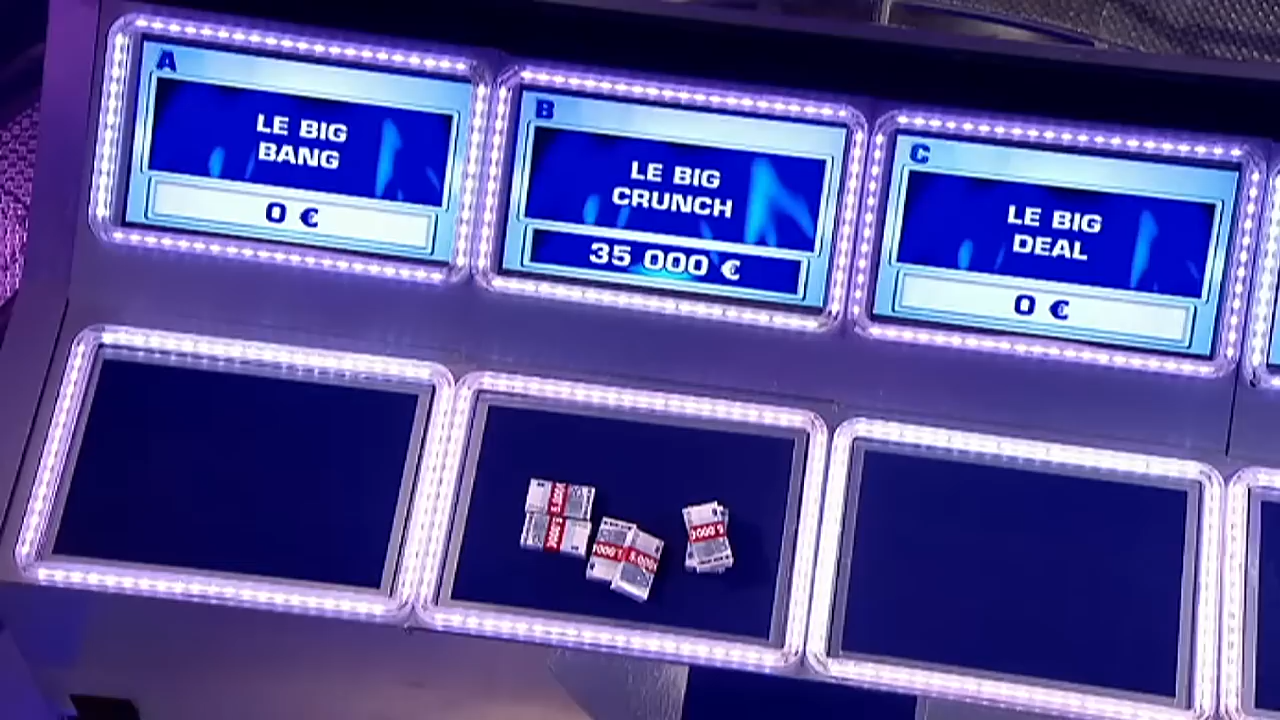 A
LE BIG
BANG
0 €
B
LE BIG
CRUNCH
35 000 €
C
LE BIG
DEAL
0 €